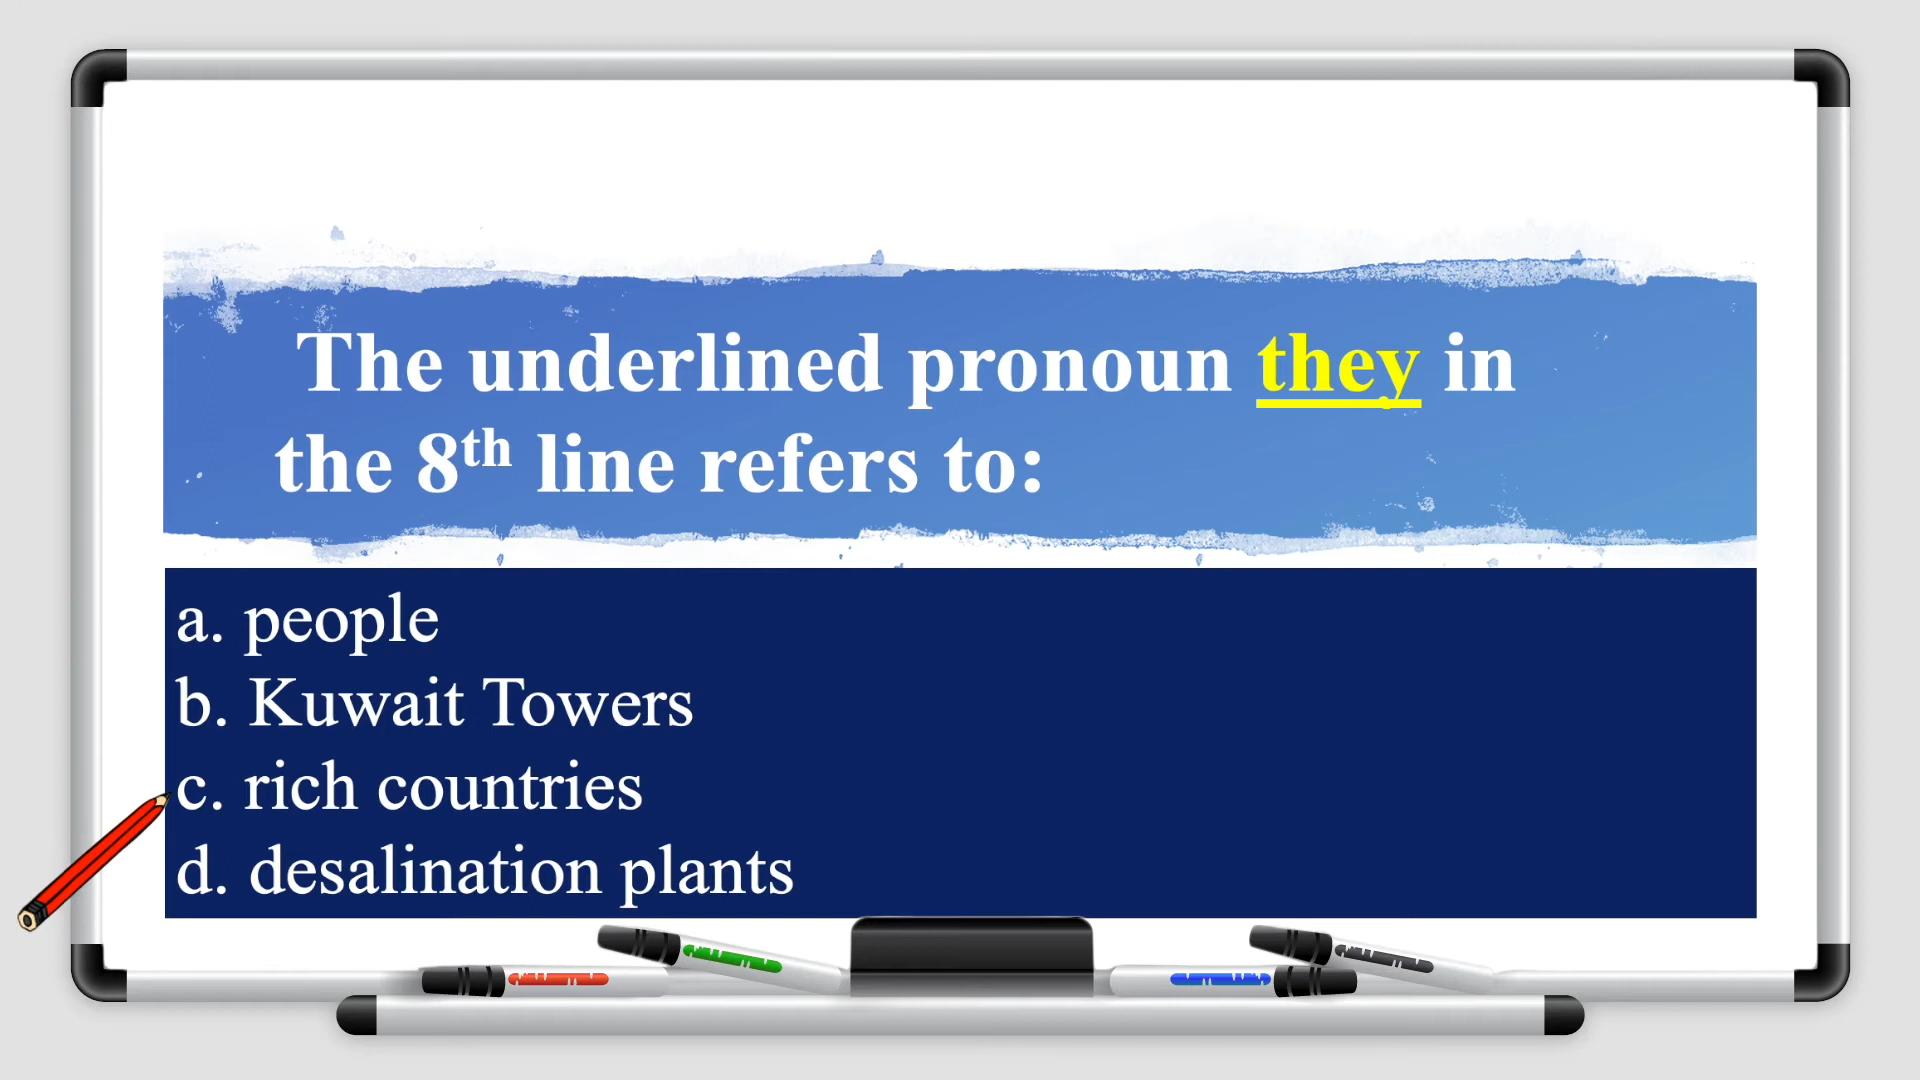 The underlined pronoun they in
the 8th line refers to:
a. people
b. Kuwait Towers
c. rich countries
d. desalination plants